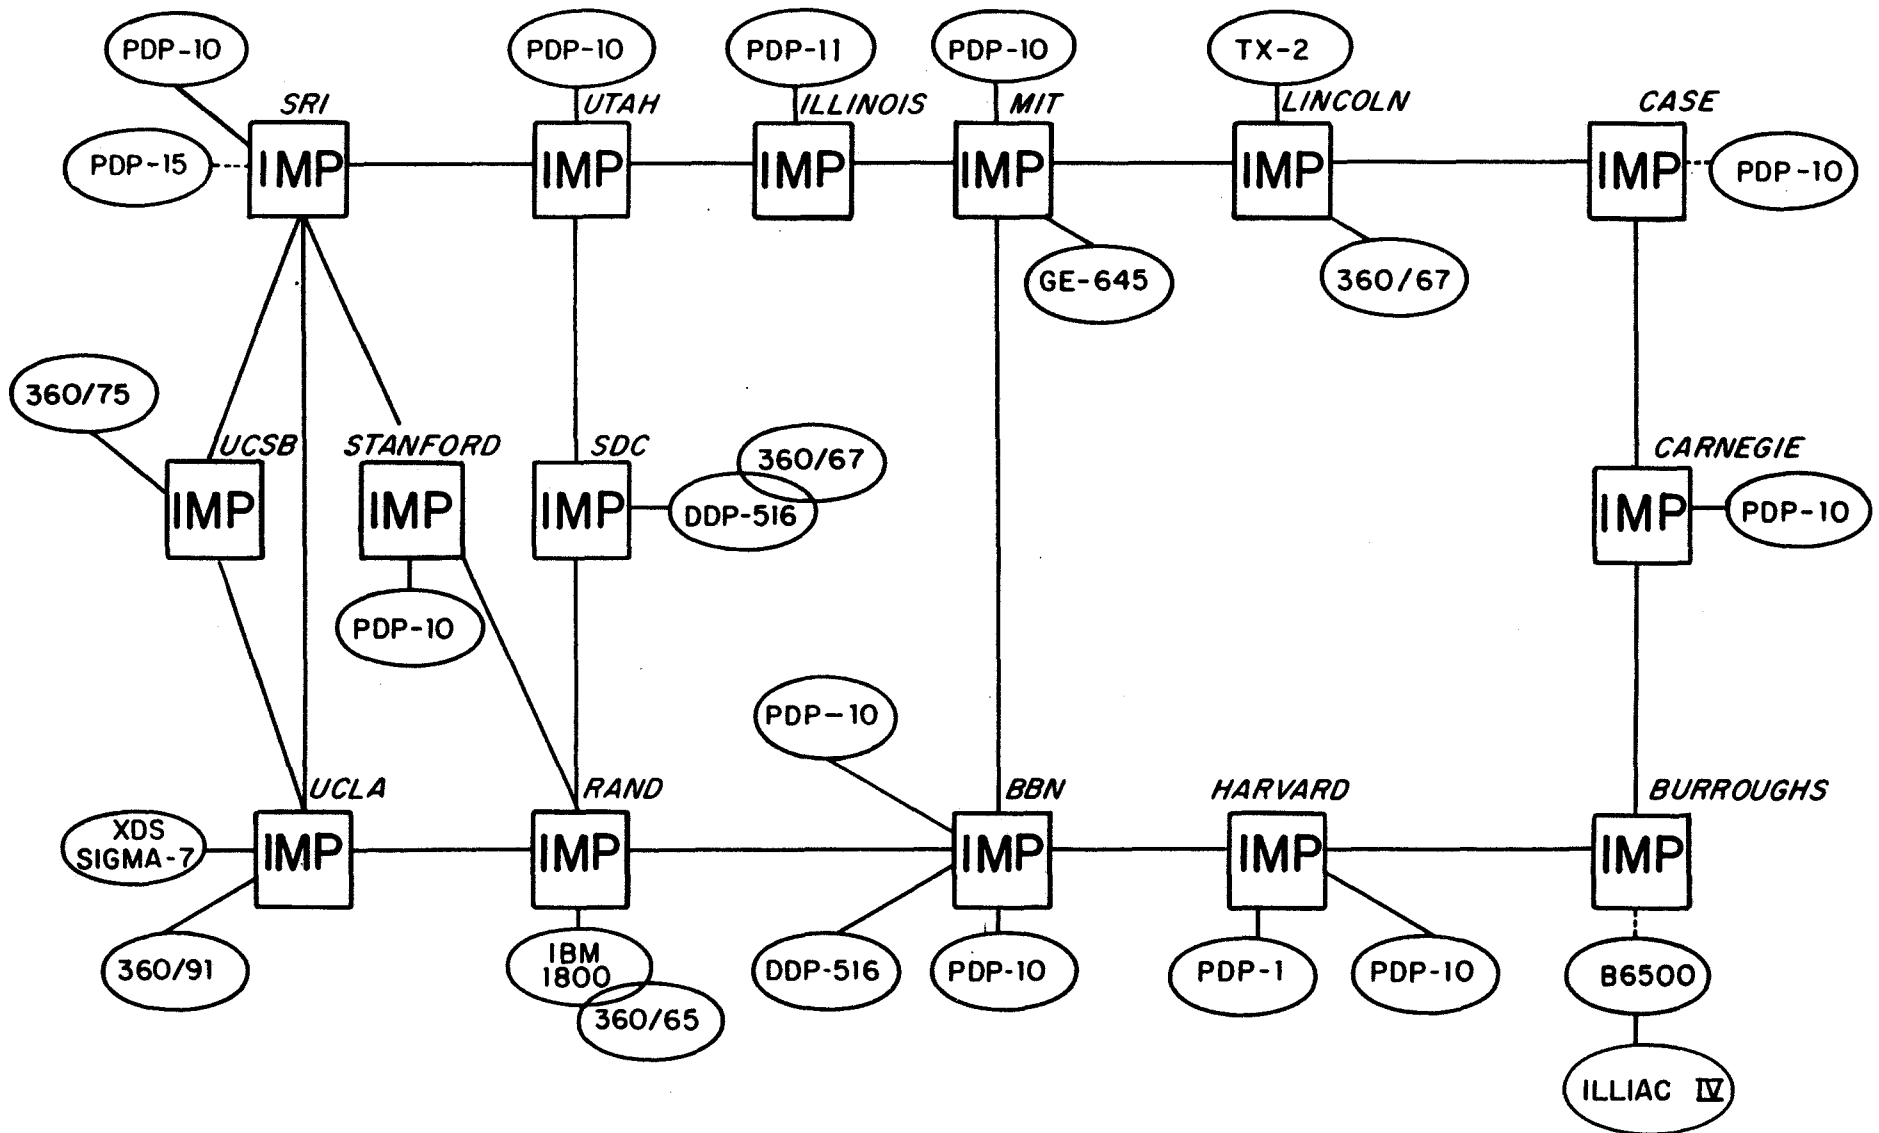 PDP-10
PDP-10
PDP-11
PDP-10
TX-2
SRI
UTAH
ILLINOIS
MIT
LINCOLN
CASE
PDP-15
IMP
IMP
IMP
IMP
IMP
IMP
PDP-10
GE-645
360/67
360/75
UCSB
STANFORD
SDC
360/67
CARNEGIE
IMP
IMP
IMP
DDP-516
IMP
PDP-10
PDP-10
PDP-10
UCLA
RAND
BBN
HARVARD
BURROUGHS
XDS
SIGMA-7
IMP
IMP
IMP
IMP
IMP
360/91
IBM
1800
360/65
DDP-516
PDP-10
PDP-1
PDP-10
B6500
ILLIAC IV